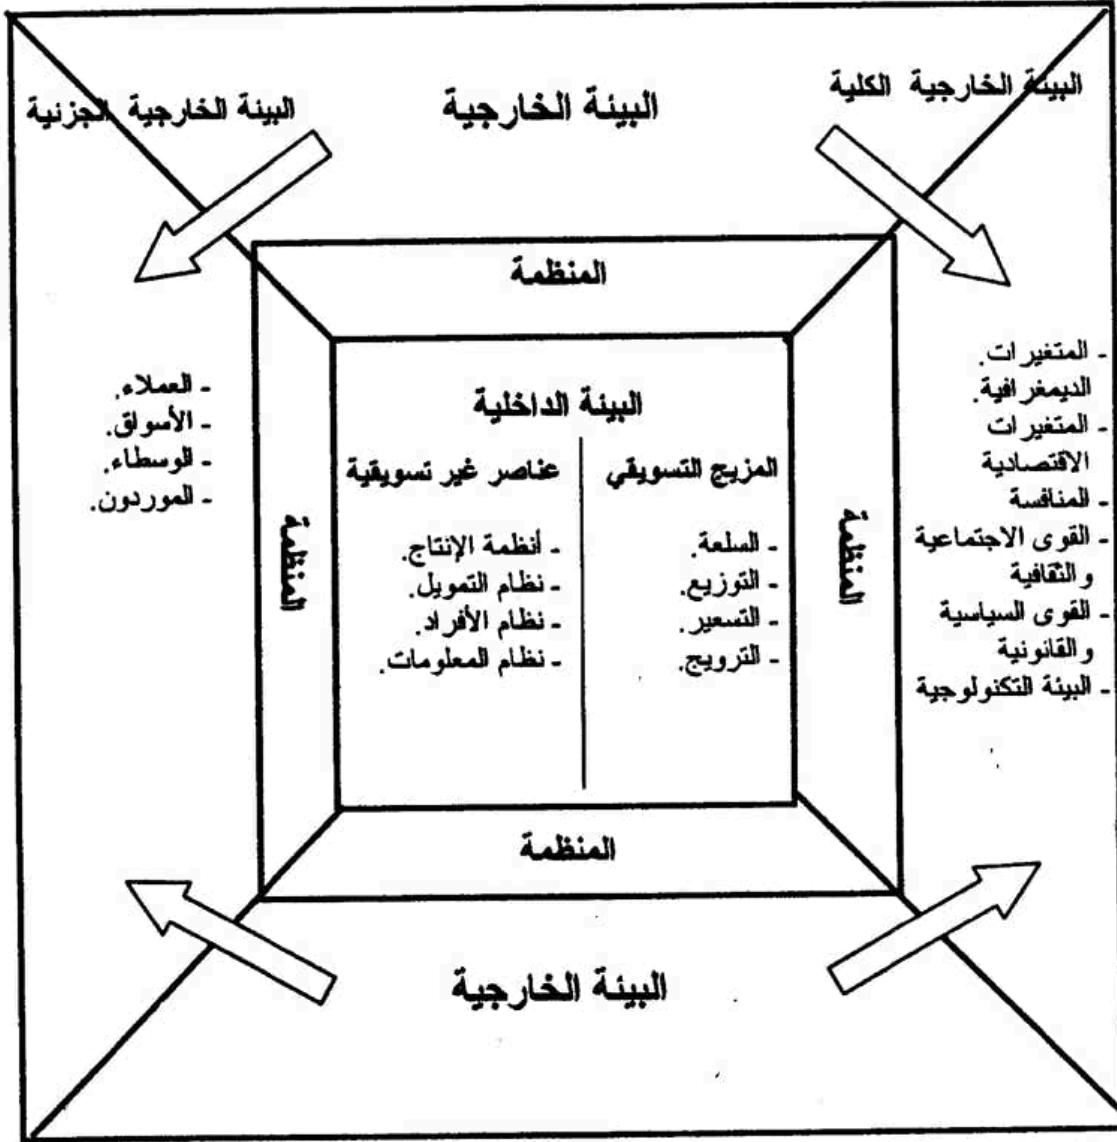 البيئة الخارجية الكلية
البيئة الخارجية
البيئة الخارجية الجزئية
المنظمة
- المتغيرات.
الديمغرافية.
- المتغيرات
الاقتصادية
- المنافسة
- القوى الاجتماعية
والثقافية
- القوى السياسية
والقانونية
- البيئة التكنولوجية
المنظمة
البيئة الداخلية
المزيج التسويقي
- السلعة.
- التوزيع.
- التسعير.
- الترويج.
عناصر غير تسويقية
- أنظمة الإنتاج.
- نظام التمويل.
- نظام الأفراد.
- نظام المعلومات.
المنظمة
- العملاء.
- الأسواق.
- الوسطاء.
- الموردون.
المنظمة
البيئة الخارجية